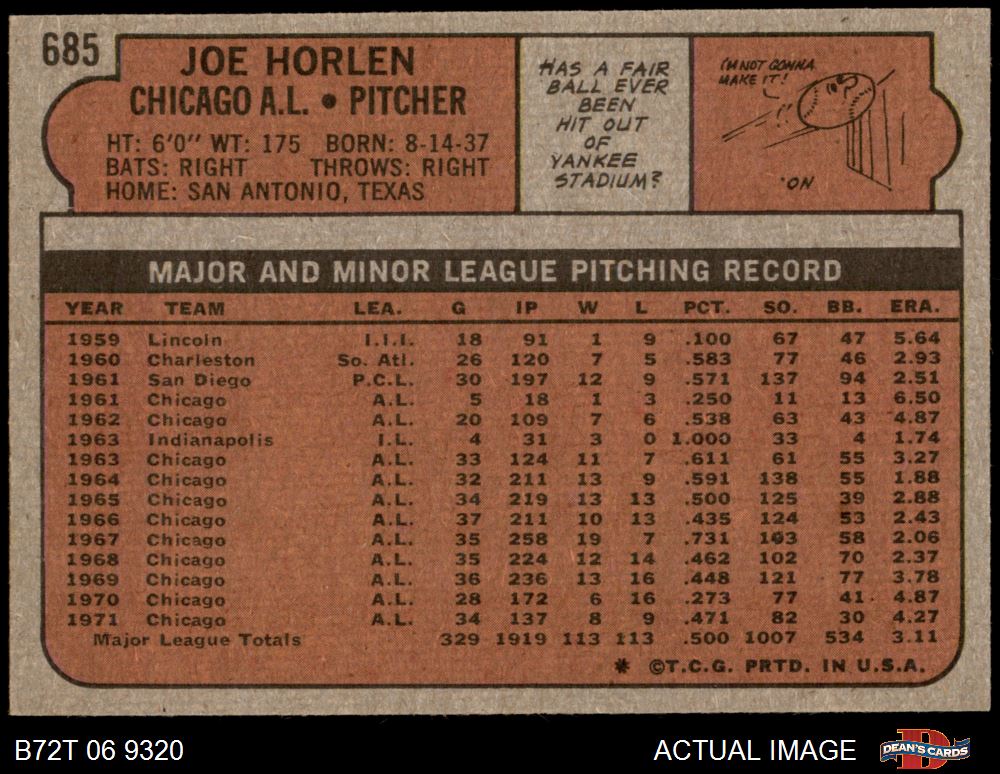 685
JOE HORLEN
CHICAGO A.L. • PITCHER
HT: 6'0" WT: 175 BORN: 8-14-37
BATS: RIGHT THROWS: RIGHT
HOME: SAN ANTONIO, TEXAS
HAS A FAIR
BALL EVER
BEEN
HIT OUT
OF
YANKEE
STADIUM?
I'M NOT GONNA
MAKE IT!
'ON
MAJOR AND MINOR LEAGUE PITCHING RECORD
YEAR TEAM LEA. G IP W L PCT. SO. BB. ERA.
1959 Lincoln I.I.I. 18 91 1 9 .100 67 47 5.64
1960 Charleston So. Atl. 26 120 7 5 .583 77 46 2.93
1961 San Diego P.C.L. 30 197 12 9 .571 137 94 2.51
1961 Chicago A.L. 5 18 1 3 .250 11 13 6.50
1962 Chicago A.L. 20 109 7 6 .538 63 43 4.87
1963 Indianapolis I.L. 4 31 3 0 1.000 33 4 1.74
1963 Chicago A.L. 33 124 11 7 .611 61 55 3.27
1964 Chicago A.L. 32 211 13 9 .591 138 55 1.88
1965 Chicago A.L. 34 219 13 13 .500 125 39 2.88
1966 Chicago A.L. 37 211 10 13 .435 124 53 2.43
1967 Chicago A.L. 35 258 19 7 .731 103 58 2.06
1968 Chicago A.L. 35 224 12 14 .462 102 70 2.37
1969 Chicago A.L. 36 236 13 16 .448 121 77 3.78
1970 Chicago A.L. 28 172 6 16 .273 77 41 4.87
1971 Chicago A.L. 34 137 8 9 .471 82 30 4.27
Major League Totals 329 1919 113 113 .500 1007 534 3.11
* ©T.C.G. PRTD. IN U.S.A.
B72T 06 9320
ACTUAL IMAGE
DEAN'S CARDS